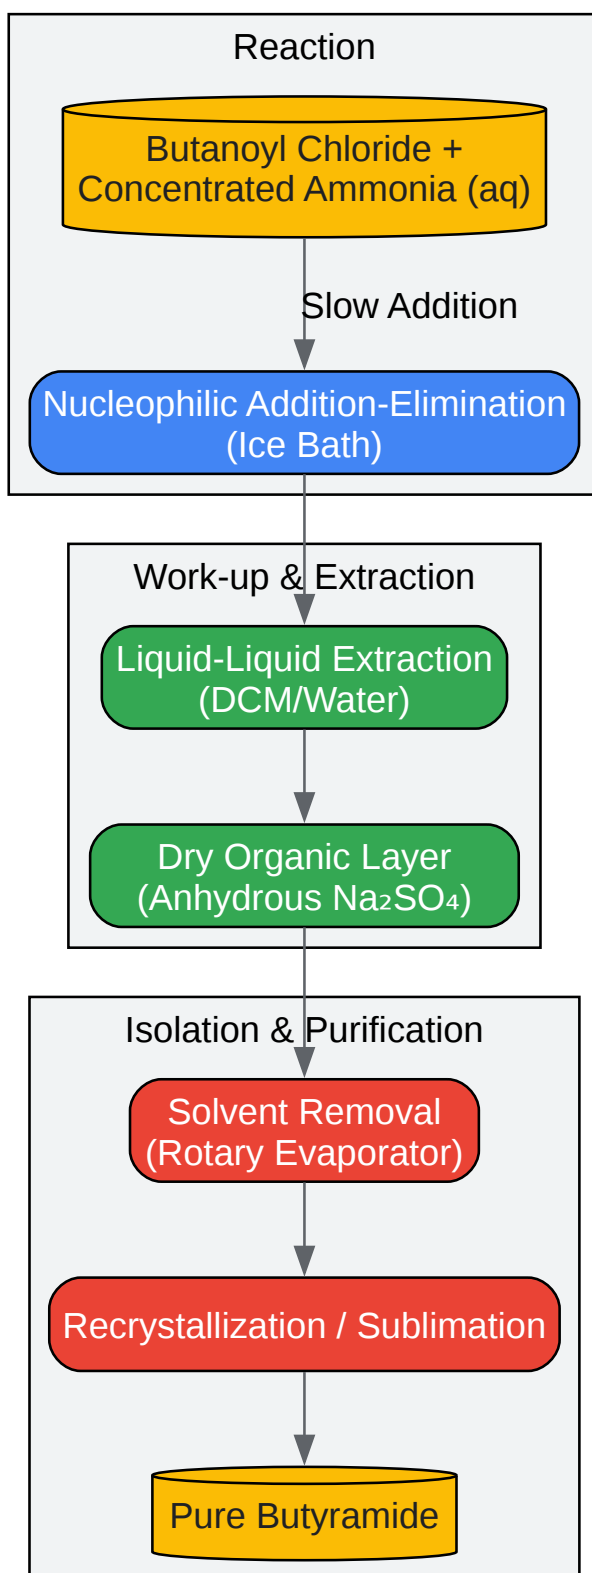 Reaction
Butanoyl Chloride +
Concentrated Ammonia (aq)
Slow Addition
Nucleophilic Addition-Elimination
(Ice Bath)
Work-up & Extraction
Liquid-Liquid Extraction
(DCM/Water)
Dry Organic Layer
(Anhydrous Na₂SO₄)
Isolation & Purification
Solvent Removal
(Rotary Evaporator)
Recrystallization / Sublimation
Pure Butyramide